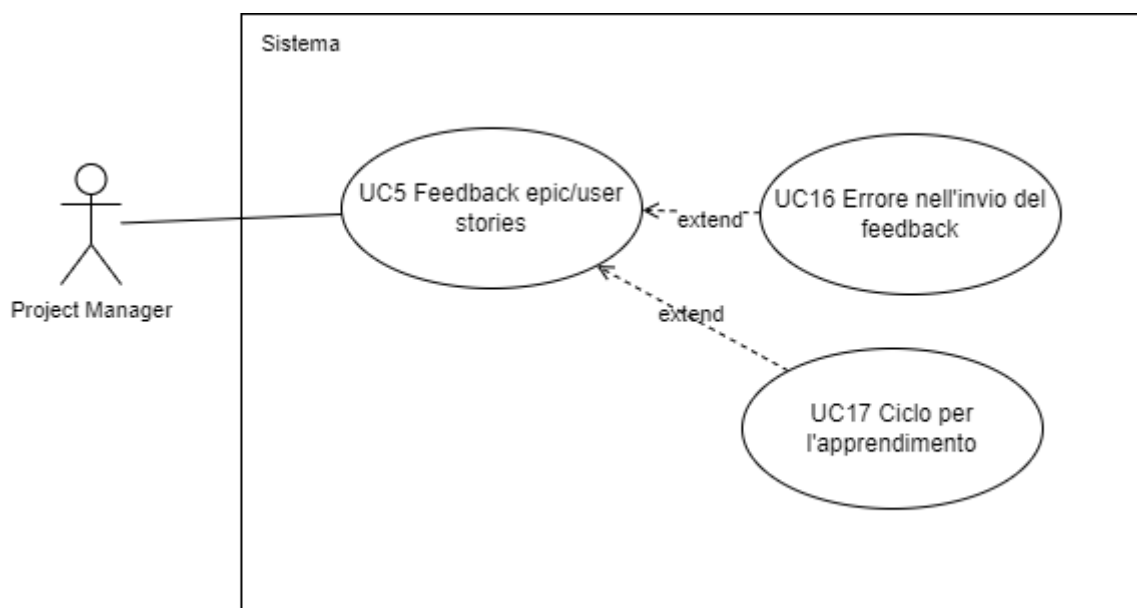 Sistema
UC5 Feedback epic/user
stories
extend
UC16 Errore nell'invio del
feedback
Project Manager
extend
UC17 Ciclo per
l'apprendimento